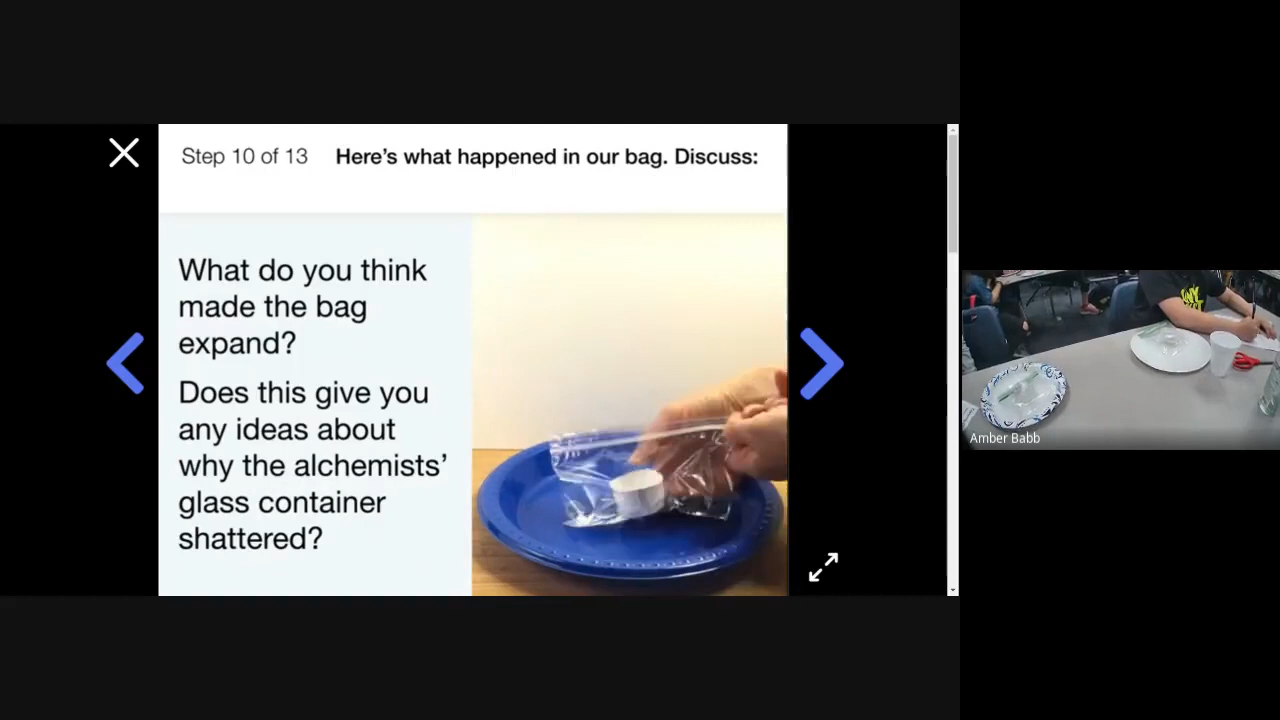 Step 10 of 13 Here’s what happened in our bag. Discuss:
What do you think
made the bag
expand?
Does this give you
any ideas about
why the alchemists’
glass container
shattered?
Amber Babb